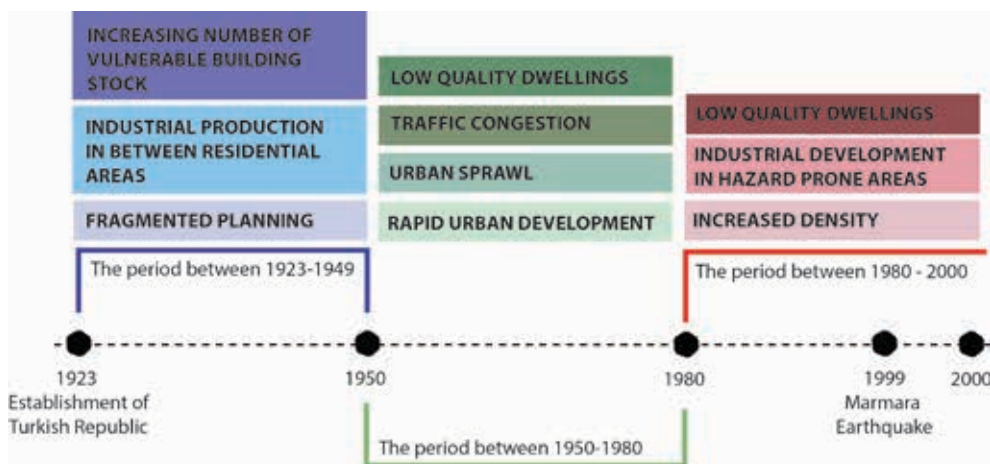 INCREASING NUMBER OF
VULNERABLE BUILDING
STOCK
INDUSTRIAL PRODUCTION
IN BETWEEN RESIDENTIAL
AREAS
FRAGMENTED PLANNING
The period between 1923-1949
LOW QUALITY DWELLINGS
TRAFFIC CONGESTION
URBAN SPRAWL
RAPID URBAN DEVELOPMENT
LOW QUALITY DWELLINGS
INDUSTRIAL DEVELOPMENT
IN HAZARD PRONE AREAS
INCREASED DENSITY
The period between 1980 - 2000
1923
Establishment of
Turkish Republic
1950
1980
1999
Marmara
Earthquake
2000
The period between 1950-1980